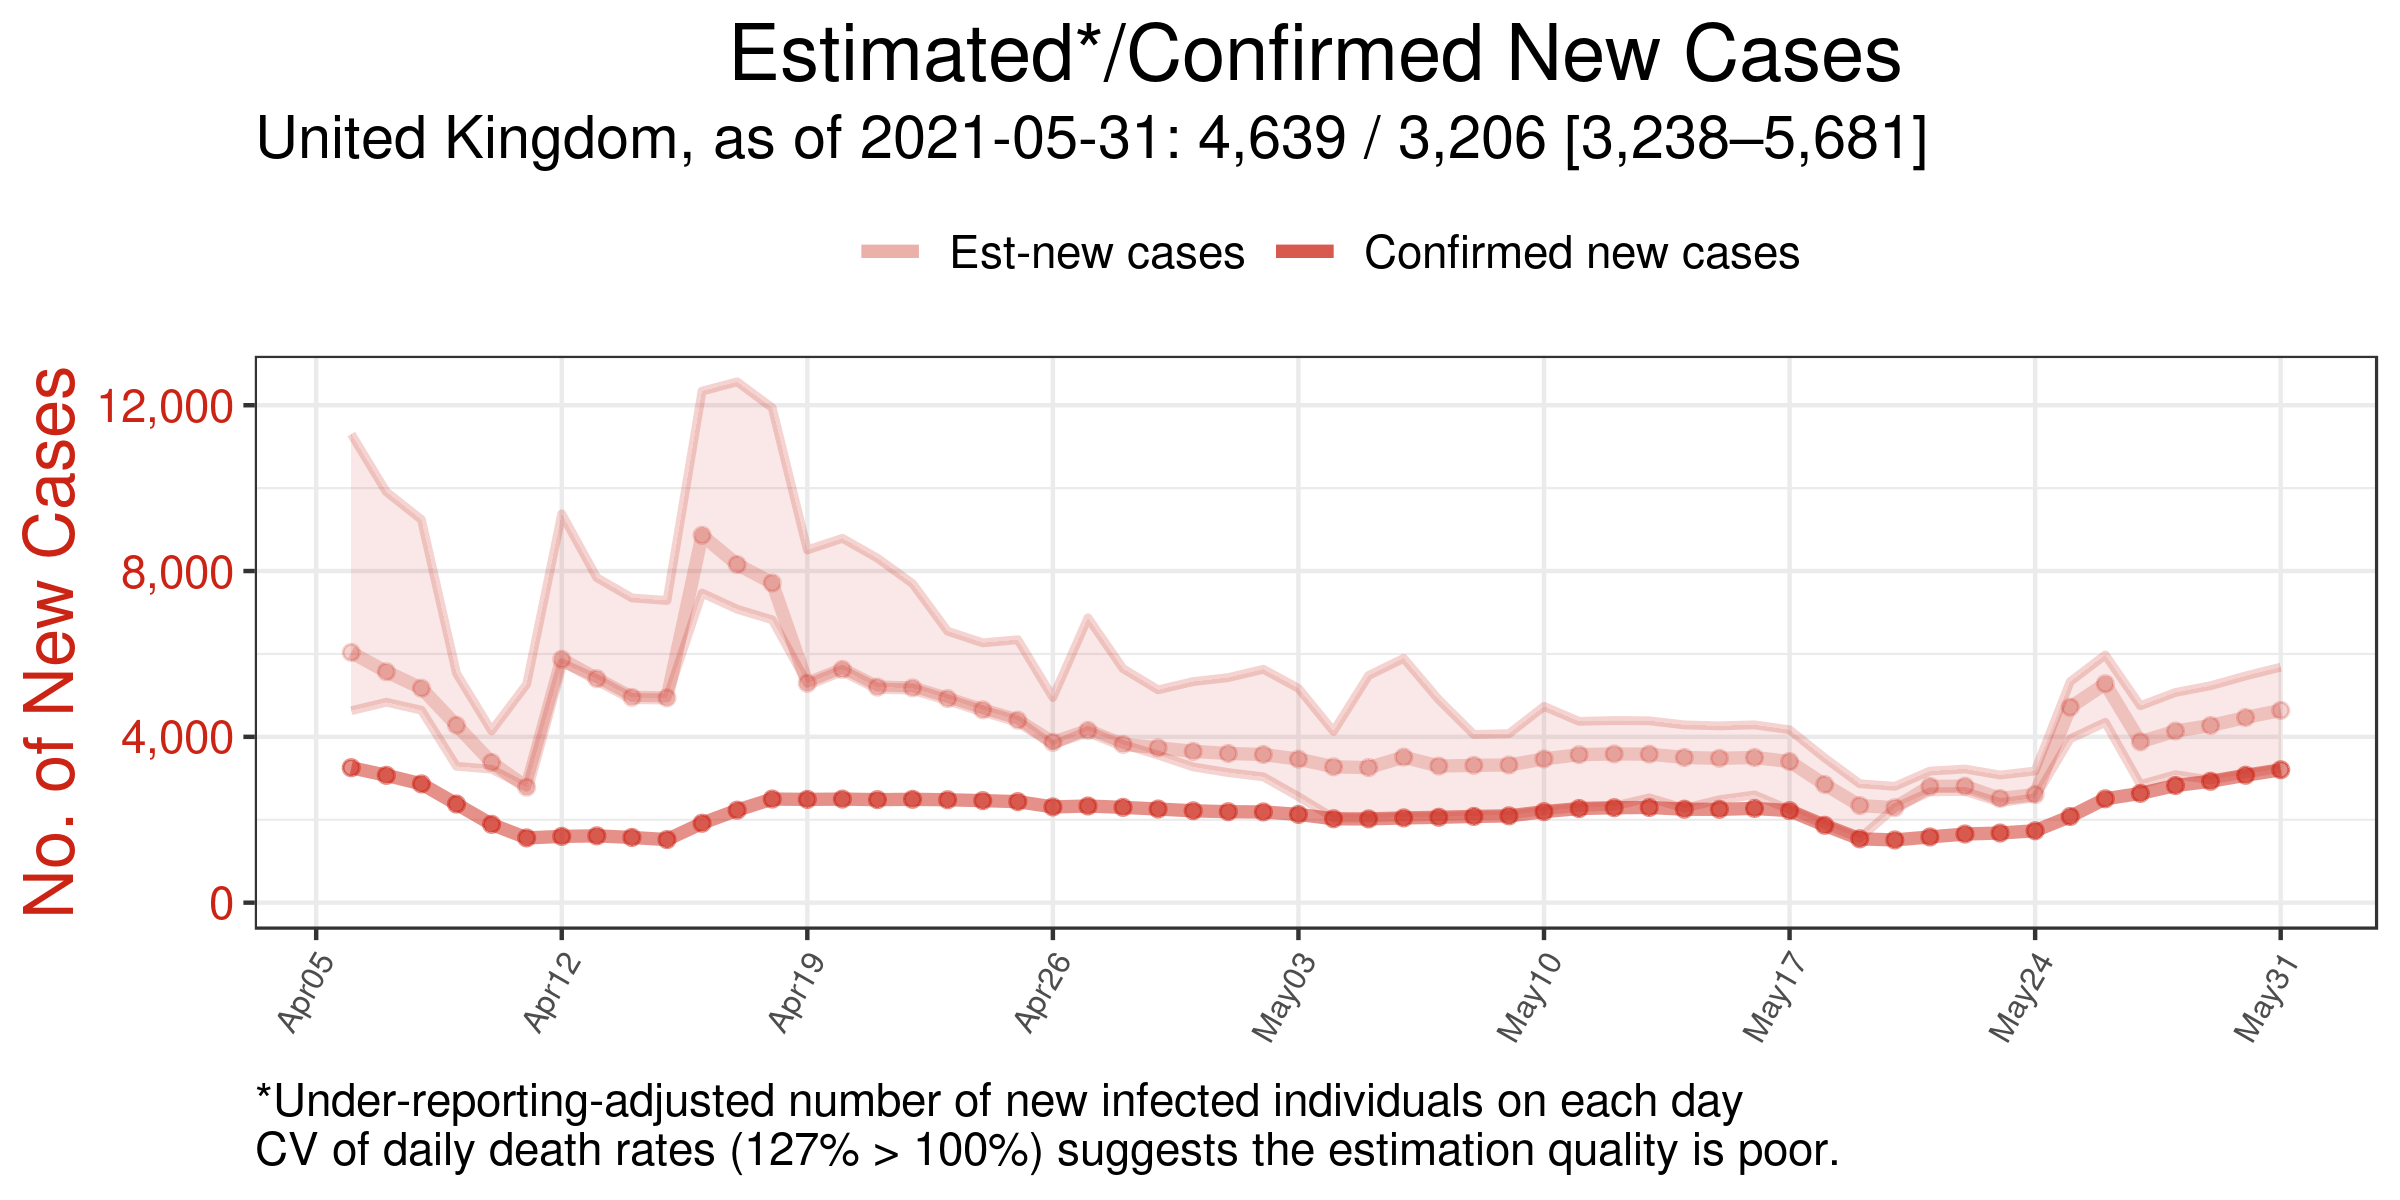 Estimated*/Confirmed New Cases
United Kingdom, as of 2021-05-31: 4,639 / 3,206 [3,238–5,681]
Est-new cases
Confirmed new cases
No. of New Cases
12,000
8,000
4,000
0
Apr05
Apr12
Apr19
Apr26
May03
May10
May17
May24
May31
*Under-reporting-adjusted number of new infected individuals on each day
CV of daily death rates (127% > 100%) suggests the estimation quality is poor.